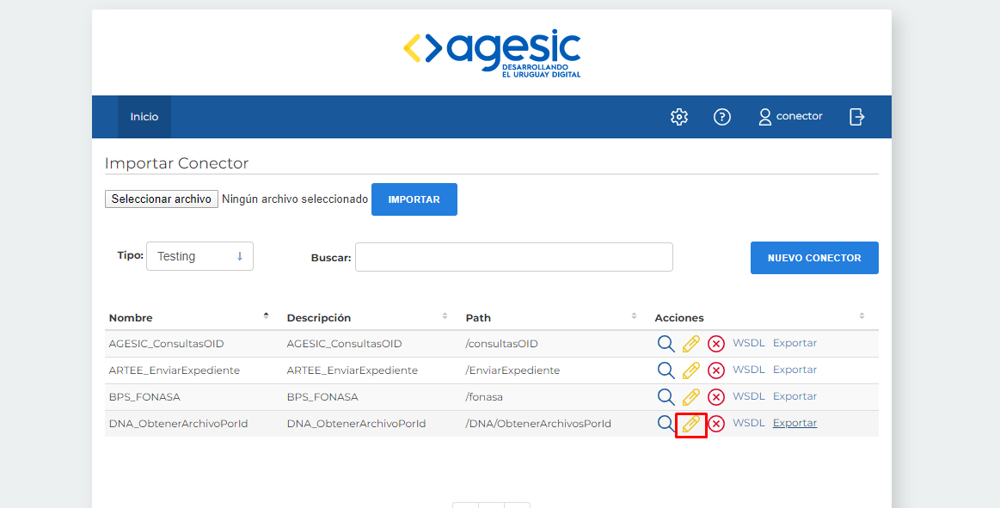 agesic
DESARROLLANDO
EL URUGUAY DIGITAL
Inicio
conector
Importar Conector
Seleccionar archivo Ningún archivo seleccionado IMPORTAR
Tipo: Testing Buscar: NUEVO CONECTOR
Nombre Descripción Path Acciones
AGESIC_ConsultasOID AGESIC_ConsultasOID /consultasOID WSDL Exportar
ARTEE_EnviarExpediente ARTEE_EnviarExpediente /EnviarExpediente WSDL Exportar
BPS_FONASA BPS_FONASA /fonasa WSDL Exportar
DNA_ObtenerArchivoPorId DNA_ObtenerArchivoPorId /DNA/ObtenerArchivosPorId WSDL Exportar